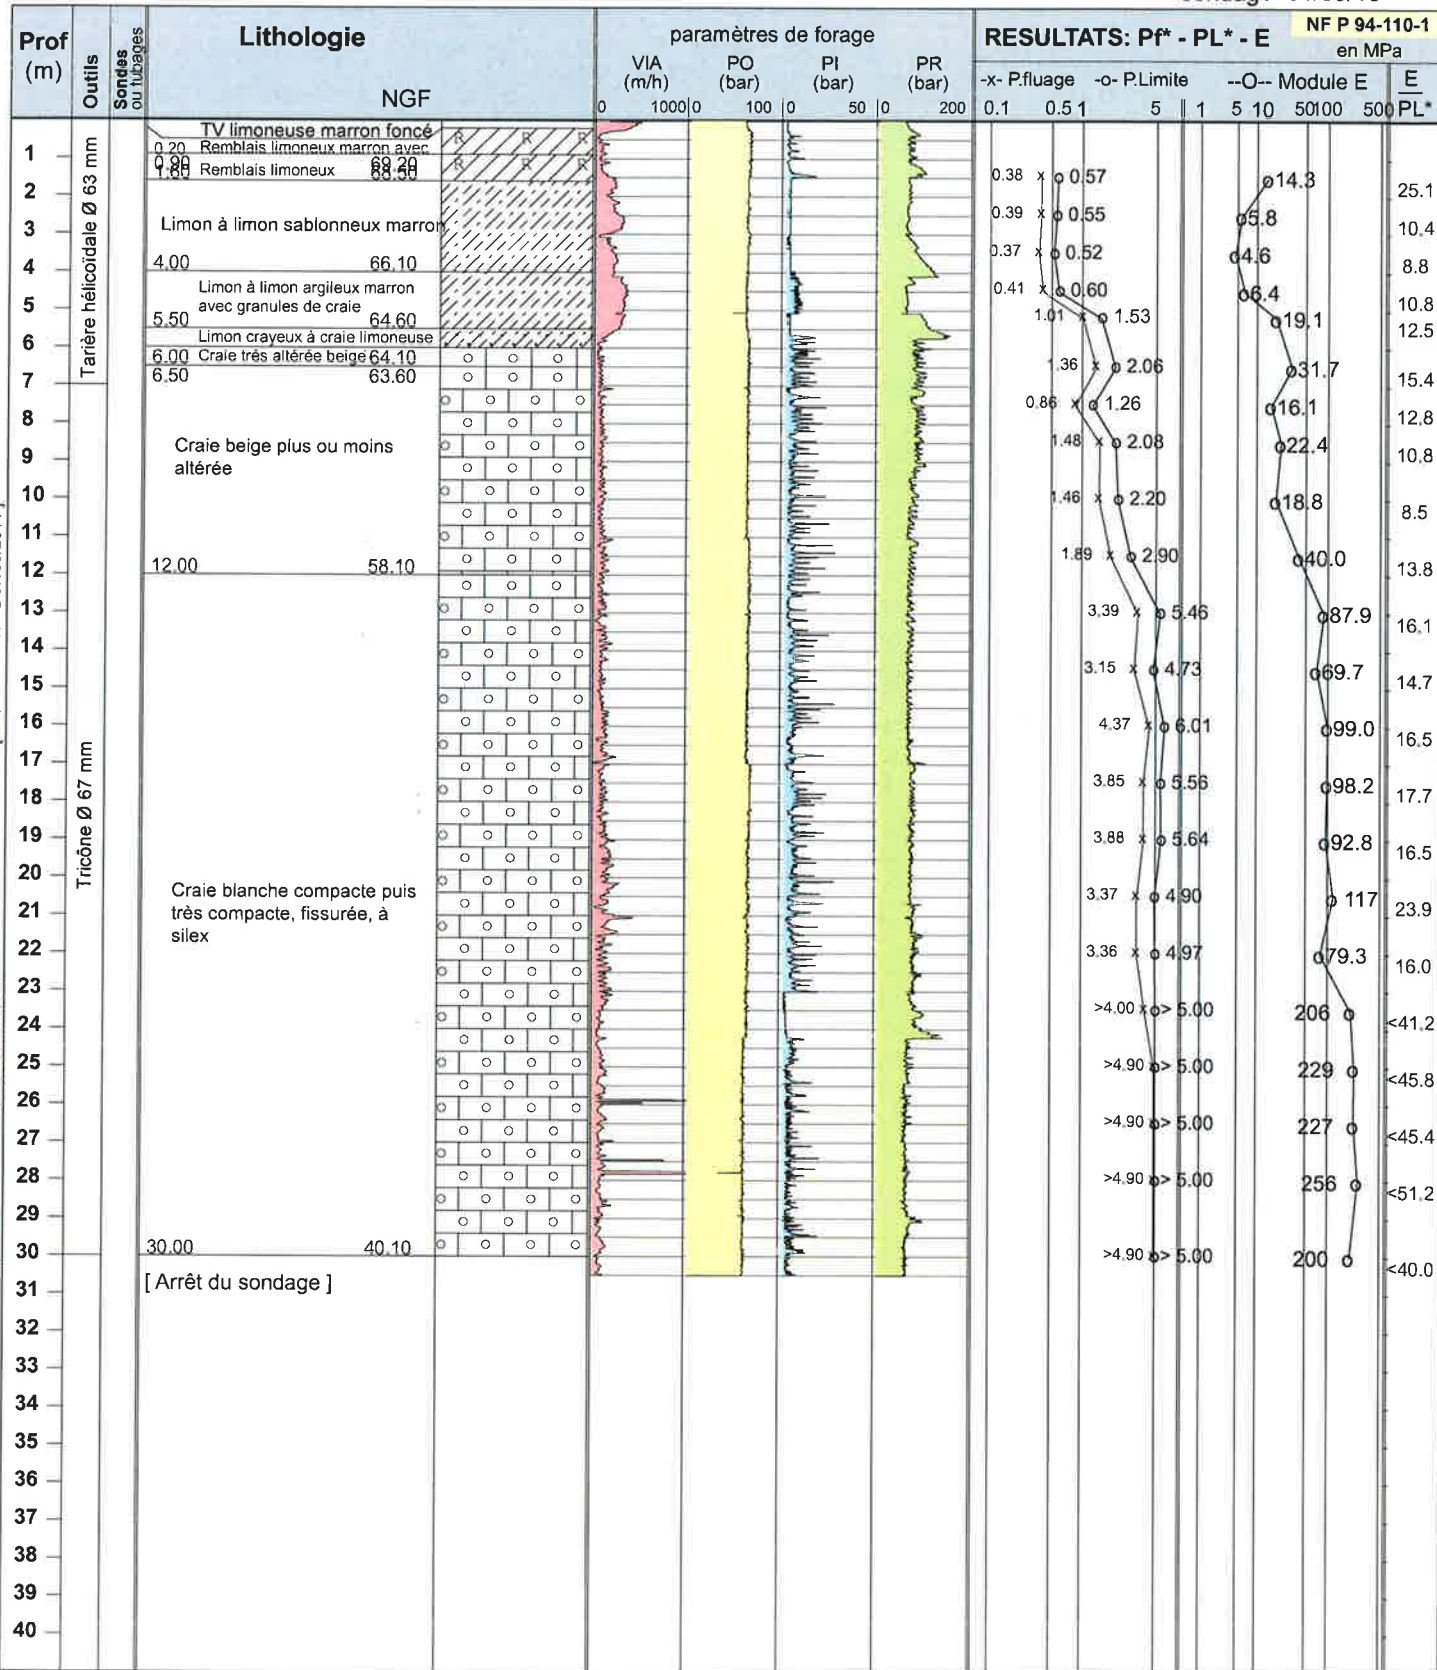 NF P 94-110-1
Prof
(m)
Outils
Sondes
ou tubages
Lithologie
NGF
paramètres de forage
VIA
(m/h)
PO
(bar)
PI
(bar)
PR
(bar)
0 1000 0 100 0 50 0 200
RESULTATS: Pf* - PL* - E
en MPa
-x- P.fluage -o- P.Limite --O-- Module E
E
PL*
0.1 0.5 1 5 1 5 10 50 100 500
Tarière hélicoïdale Ø 63 mm
Tricône Ø 67 mm
TV limoneuse marron foncé
0.20 Remblais limoneux marron avec
0.90 69.20
1.60 Remblais limoneux 68.50
R R R
R R R
Limon à limon sablonneux marron
4.00 66.10
Limon à limon argileux marron
avec granules de craie
5.50 64.60
Limon crayeux à craie limoneuse
6.00 Craie très altérée beige 64.10
6.50 63.60
Craie beige plus ou moins
altérée
12.00 58.10
Craie blanche compacte puis
très compacte, fissurée, à
silex
30.00 40.10
[ Arrêt du sondage ]
1
2
3
4
5
6
7
8
9
10
11
12
13
14
15
16
17
18
19
20
21
22
23
24
25
26
27
28
29
30
31
32
33
34
35
36
37
38
39
40
0.38 0.57 14.3 25.1
0.39 0.55 5.8 10.4
0.37 0.52 4.6 8.8
0.41 0.60 6.4 10.8
1.01 1.53 19.1 12.5
1.36 2.06 31.7 15.4
0.86 1.26 16.1 12.8
1.48 2.08 22.4 10.8
1.46 2.20 18.8 8.5
1.89 2.90 40.0 13.8
3.39 5.46 87.9 16.1
3.15 4.73 69.7 14.7
4.37 6.01 99.0 16.5
3.85 5.56 98.2 17.7
3.88 5.64 92.8 16.5
3.37 4.90 117 23.9
3.36 4.97 79.3 16.0
>4.00 > 5.00 206 <41.2
>4.90 > 5.00 229 <45.8
>4.90 > 5.00 227 <45.4
>4.90 > 5.00 256 <51.2
>4.90 > 5.00 200 <40.0